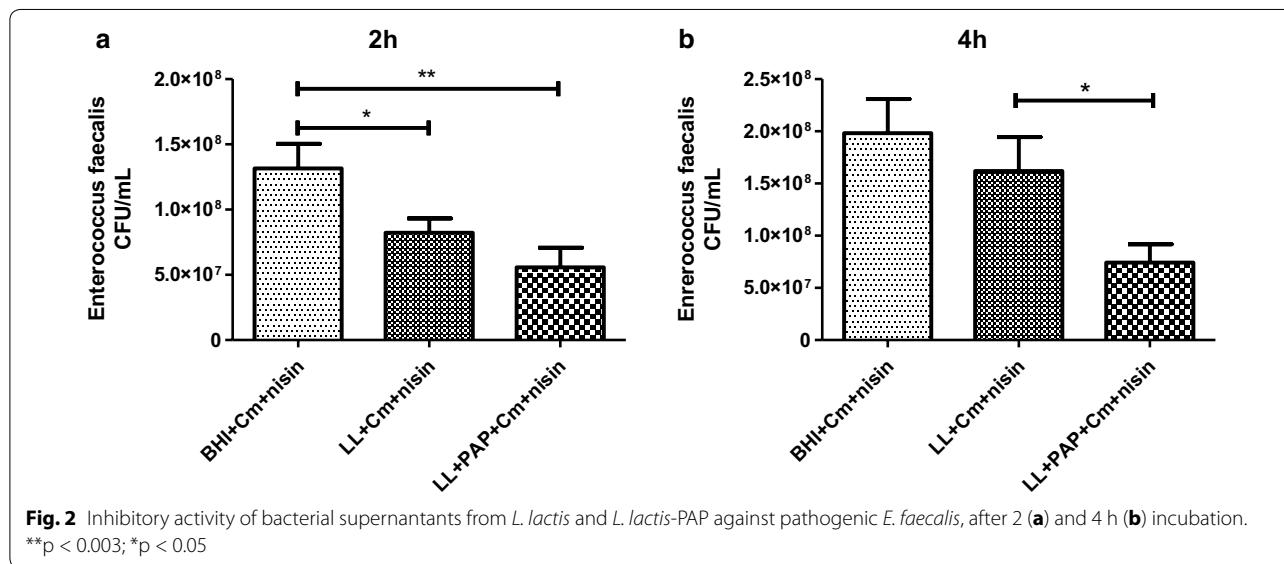 a
2h
Enterococcus faecalis
CFU/mL
2.0×10⁸
1.5×10⁸
1.0×10⁸
5.0×10⁷
0
**
*
BHI+Cm+nisin
LL+Cm+nisin
LL+PAP+Cm+nisin
b
4h
Enrerococcus faecalis
CFU/mL
2.5×10⁸
2.0×10⁸
1.5×10⁸
1.0×10⁸
5.0×10⁷
0
*
BHI+Cm+nisin
LL+Cm+nisin
LL+PAP+Cm+nisin
Fig. 2 Inhibitory activity of bacterial supernantants from L. lactis and L. lactis-PAP against pathogenic E. faecalis, after 2 (a) and 4 h (b) incubation.
**p < 0.003; *p < 0.05